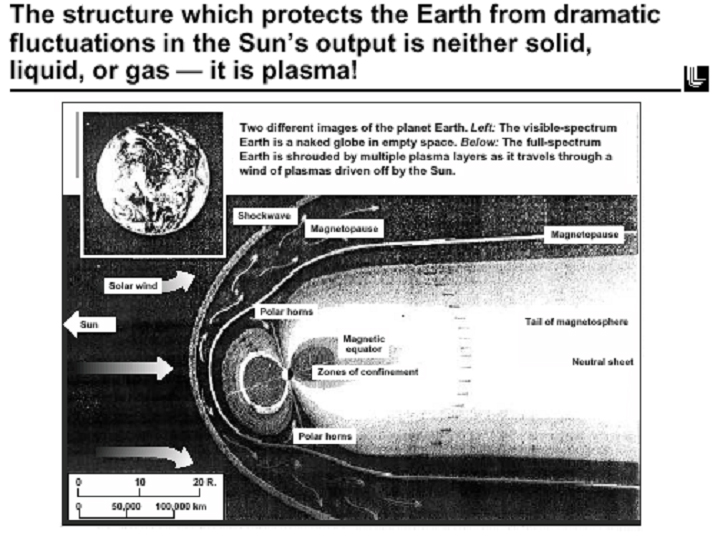 The structure which protects the Earth from dramatic
fluctuations in the Sun's output is neither solid,
liquid, or gas — it is plasma!
Two different images of the planet Earth. Left: The visible-spectrum
Earth is a naked globe in empty space. Below: The full-spectrum
Earth is shrouded by multiple plasma layers as it travels through a
wind of plasmas driven off by the Sun.
Shockwave
Magnetopause
Magnetopause
Solar wind
Polar horns
Sun
Tail of magnetosphere
Magnetic
equator
Neutral sheet
Zones of confinement
Polar horns
0 10 20 R.
0 50,000 100,000 km